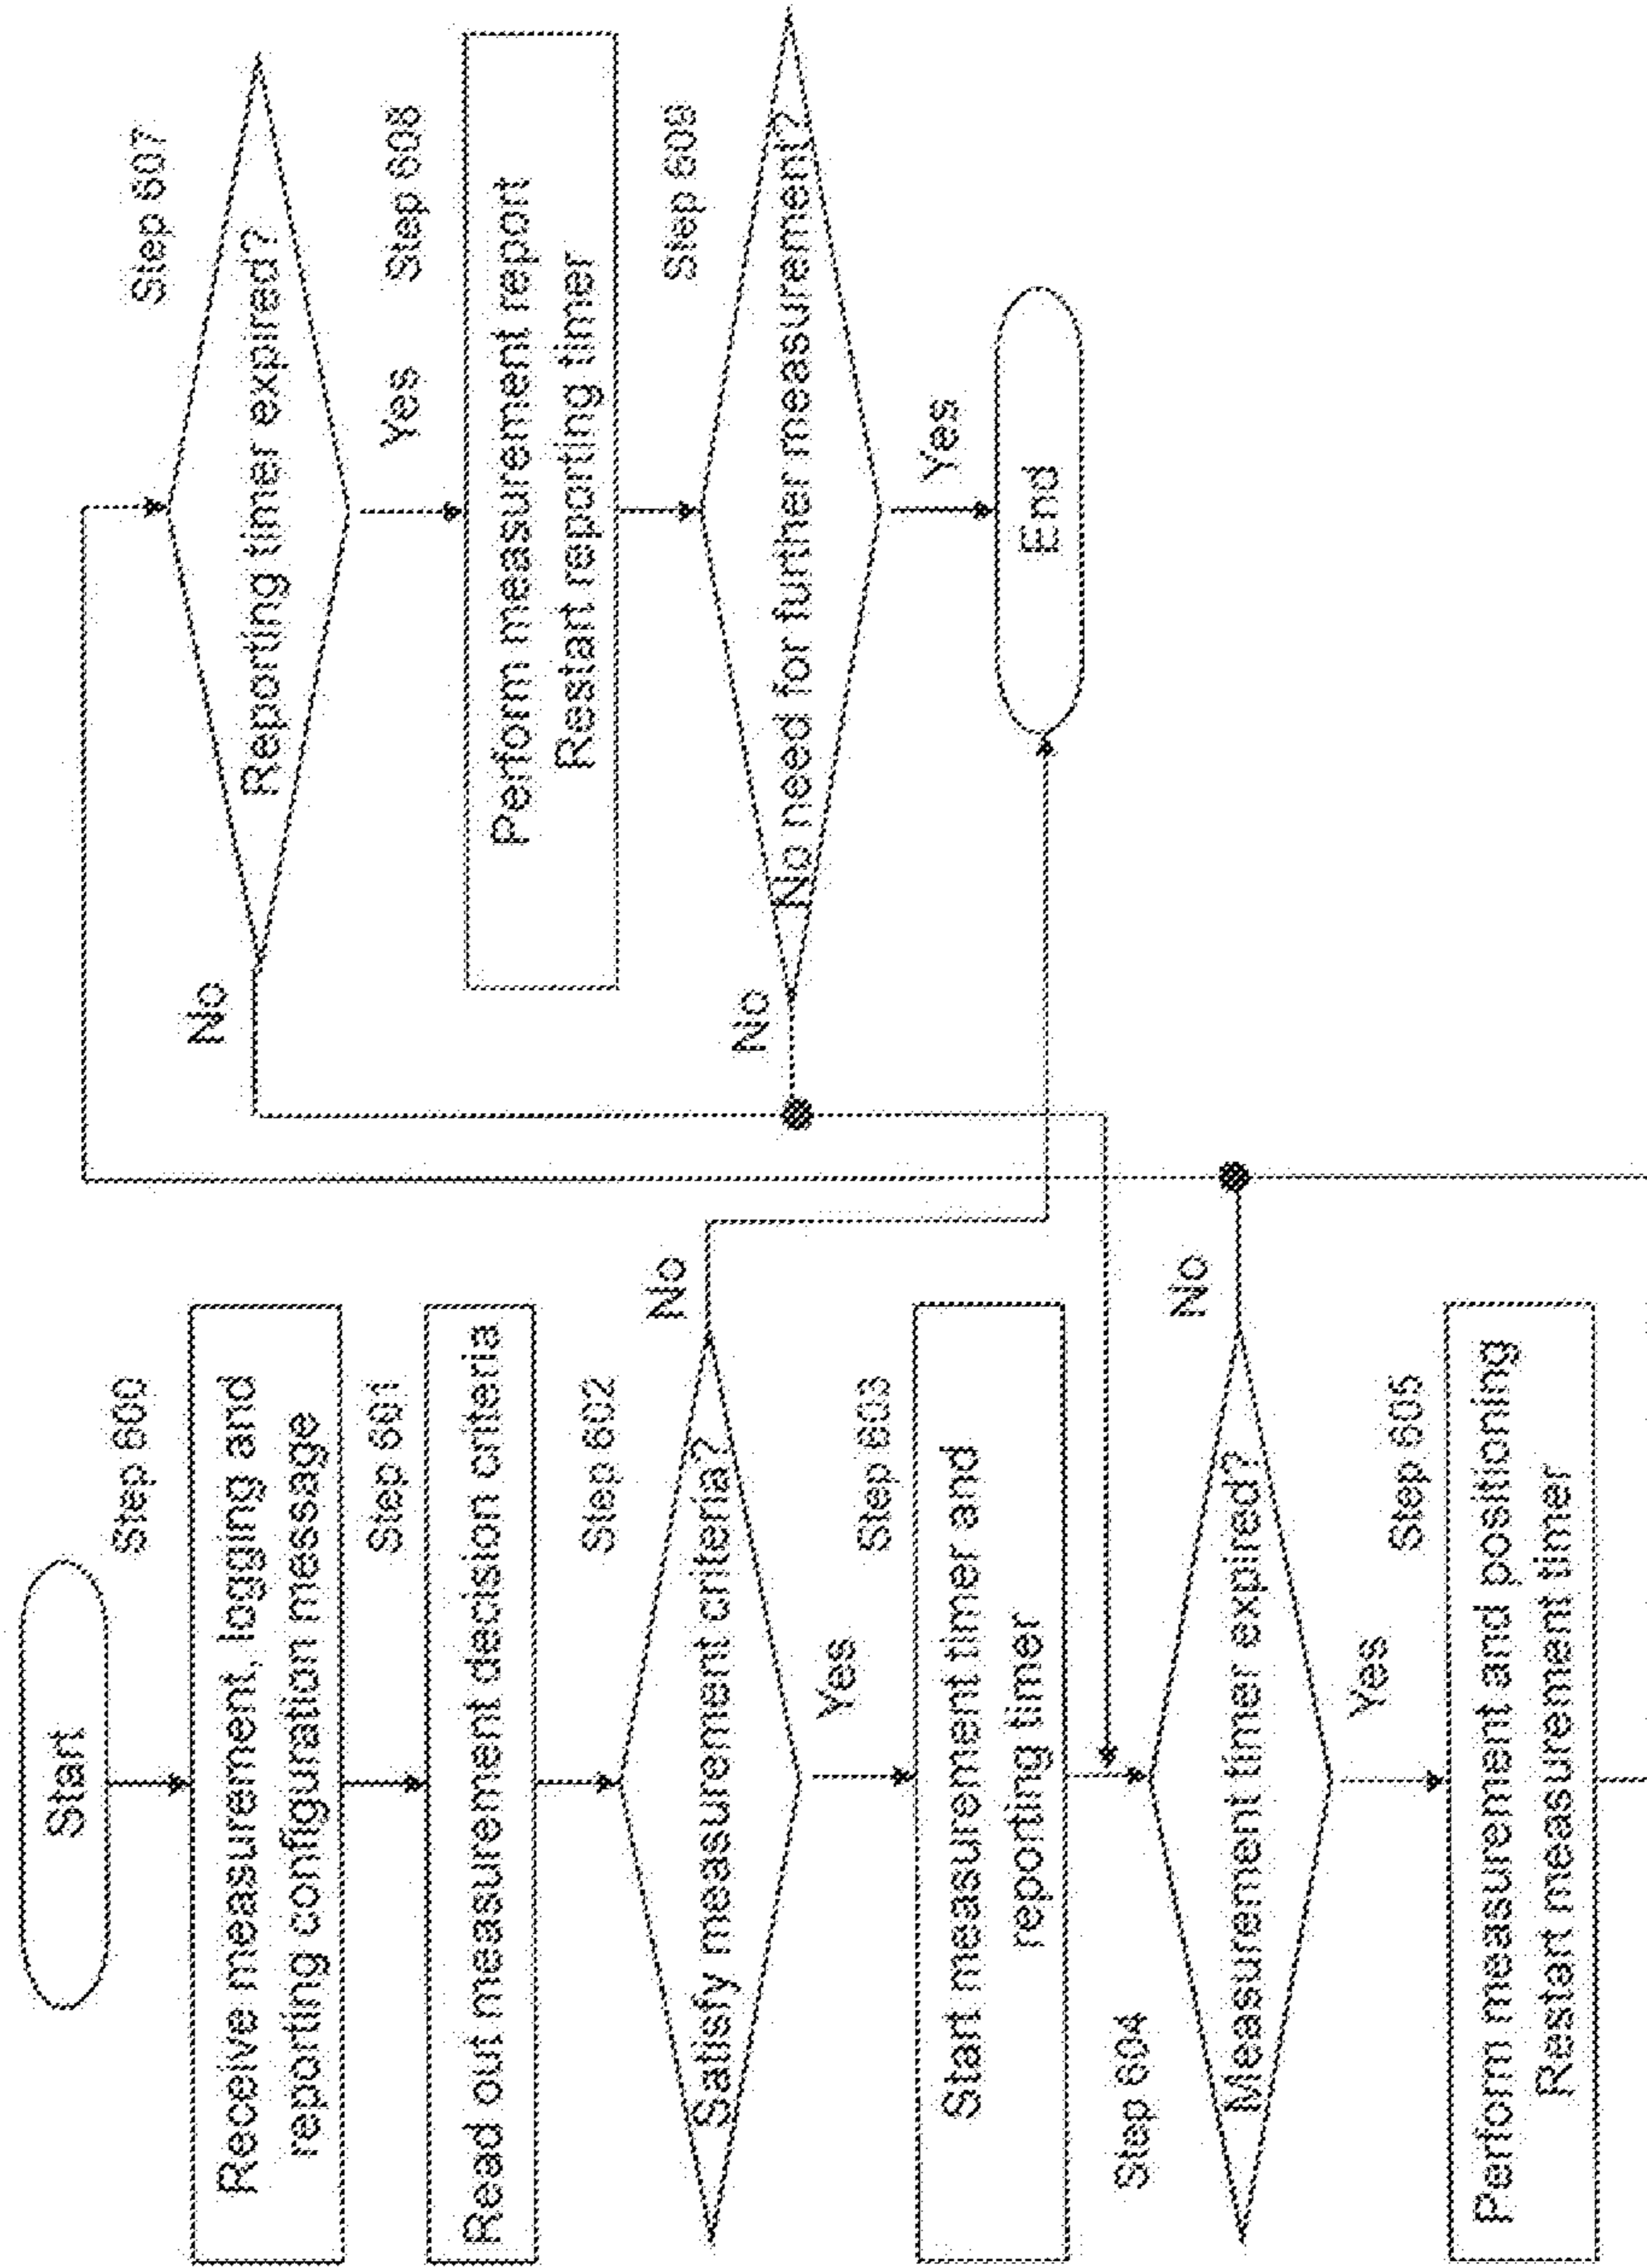 Start
Step 600
Receive measurement, logging and
reporting configuration message
Step 601
Read out measurement decision criteria
Step 602
Satisfy measurement criteria?
No
Yes
Step 603
Start measurement timer and
reporting timer
Step 604
Measurement timer expired?
No
Yes
Step 605
Perform measurement and positioning
Restart measurement timer
Step 607
Reporting timer expired?
No
Yes
Step 608
Perform measurement report
Restart reporting timer
Step 609
No need for further measurement?
No
Yes
End